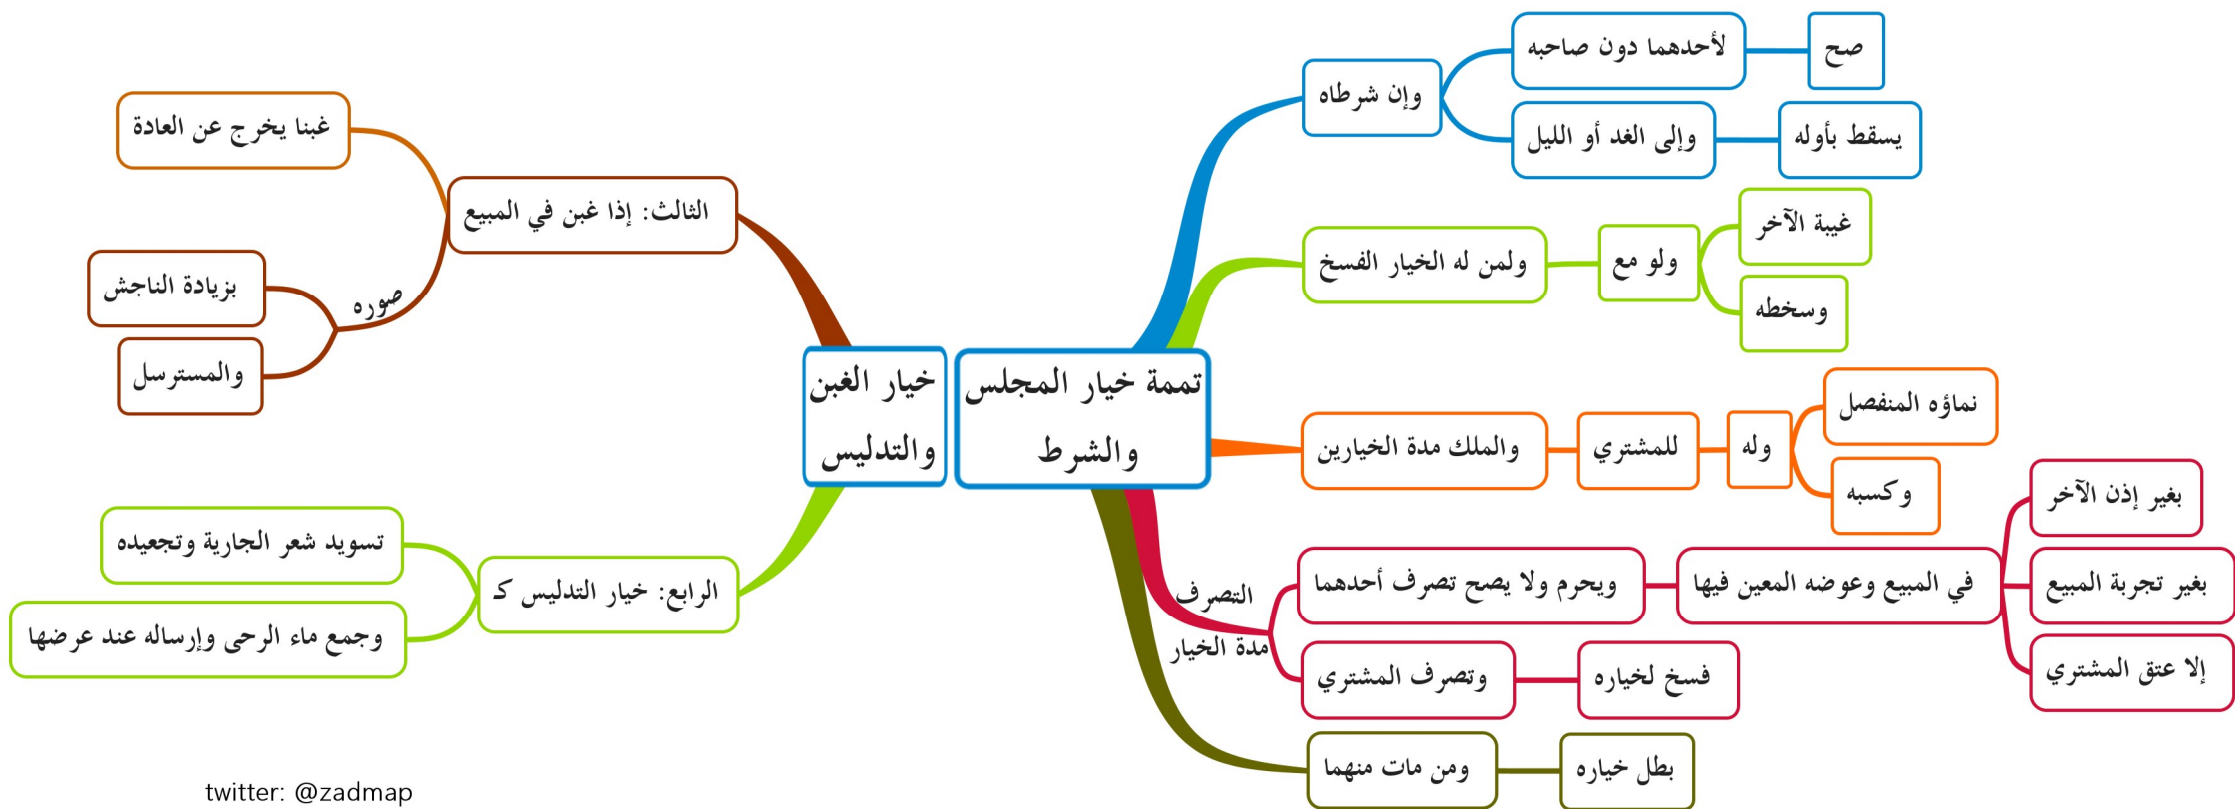 تتمة خيار المجلس
والشرط
وإن شرطاه
لأحدهما دون صاحبه
صح
وإلى الغد أو الليل
يسقط بأوله
ولمن له الخيار الفسخ
ولو مع
غيبة الآخر
وسخطه
والملك مدة الخيارين
للمشتري
وله
نماؤه المنفصل
وكسبه
التصرف
مدة الخيار
ويحرم ولا يصح تصرف أحدهما
في المبيع وعوضه المعين فيها
بغير إذن الآخر
بغير تجربة المبيع
إلا عتق المشتري
وتصرف المشتري
فسخ لخياره
ومن مات منهما
بطل خياره
خيار الغبن
والتدليس
الثالث: إذا غبن في المبيع
غبنا يخرج عن العادة
صوره
بزيادة الناجش
والمسترسل
الرابع: خيار التدليس كـ
تسويد شعر الجارية وتجعيده
وجمع ماء الرحى وإرساله عند عرضها
twitter: @zadmap